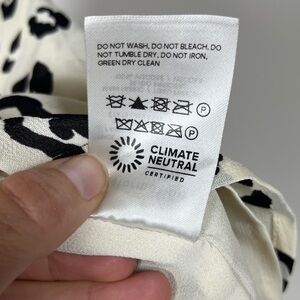 DO NOT WASH, DO NOT BLEACH, DO
NOT TUMBLE DRY, DO NOT IRON,
GREEN DRY CLEAN
P
P
CLIMATE
NEUTRAL
CERTIFIED